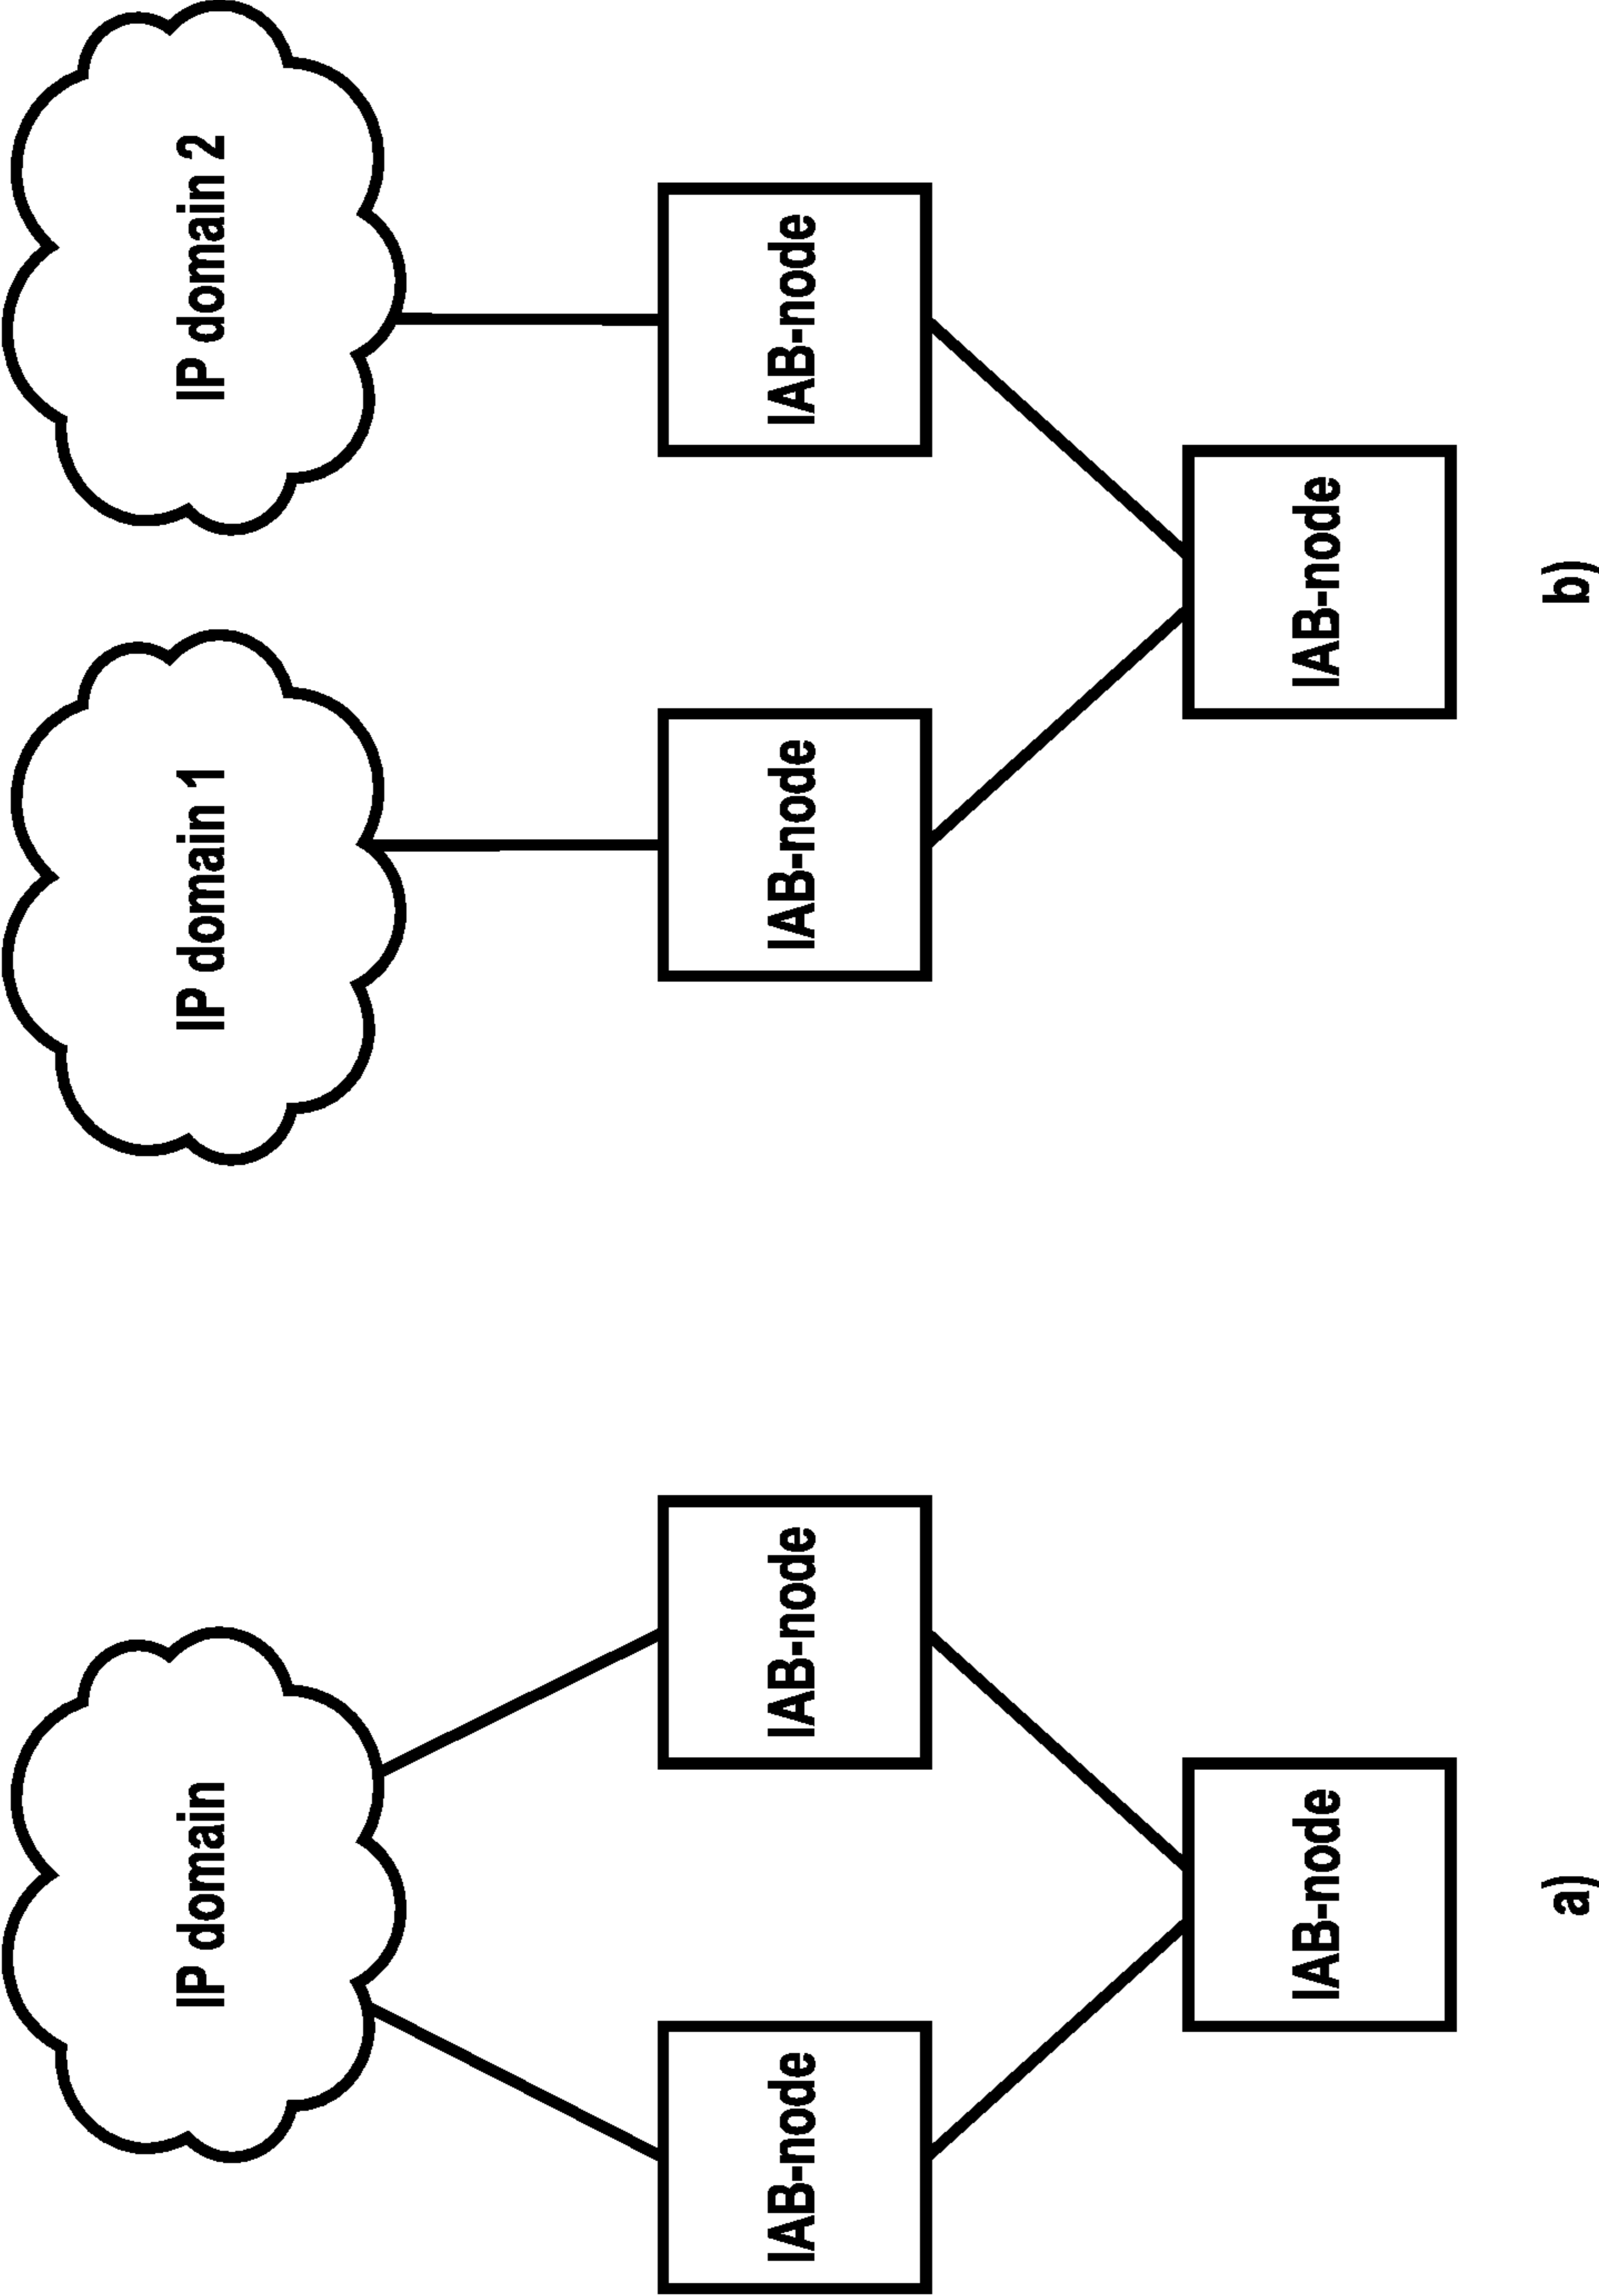 IP domain
IAB-node
IAB-node
IAB-node
a)
IP domain 1
IP domain 2
IAB-node
IAB-node
IAB-node
b)